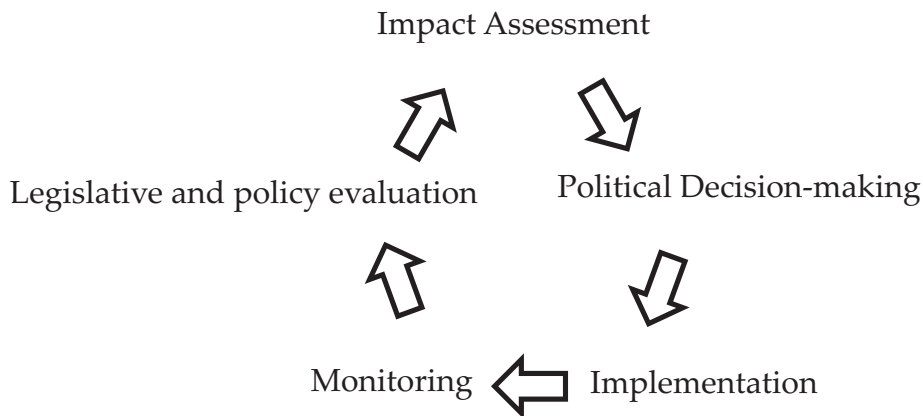 Impact Assessment
Legislative and policy evaluation
Political Decision-making
Monitoring
Implementation